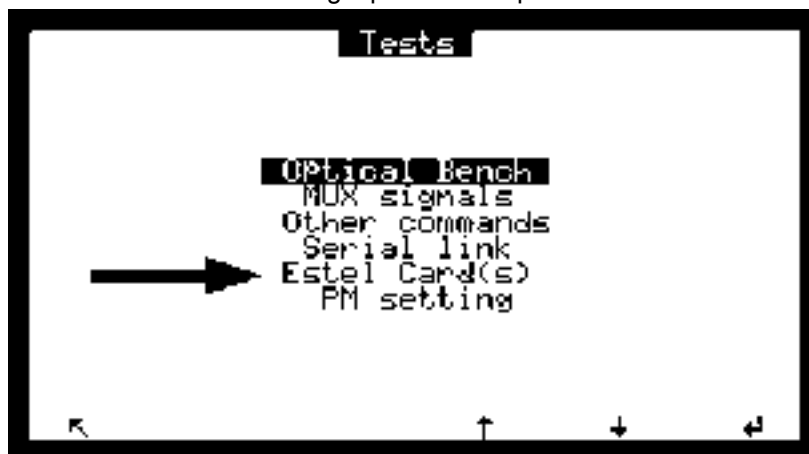 Tests
Optical Bench
MUX signals
Other commands
Serial link
Estel Card(s)
PM setting